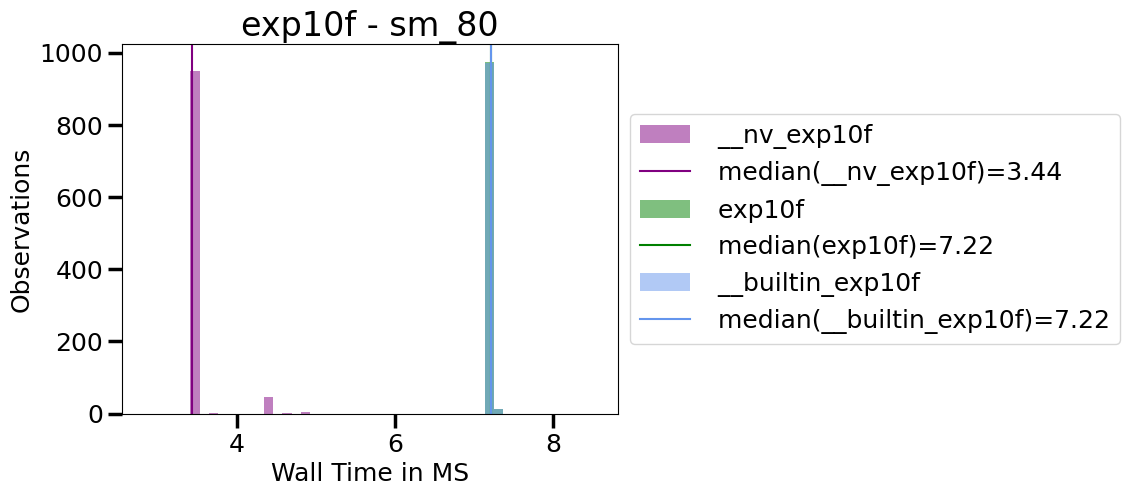 exp10f - sm_80
1000
800
600
400
200
0
Observations
4 6 8
Wall Time in MS
__nv_exp10f
median(__nv_exp10f)=3.44
exp10f
median(exp10f)=7.22
__builtin_exp10f
median(__builtin_exp10f)=7.22